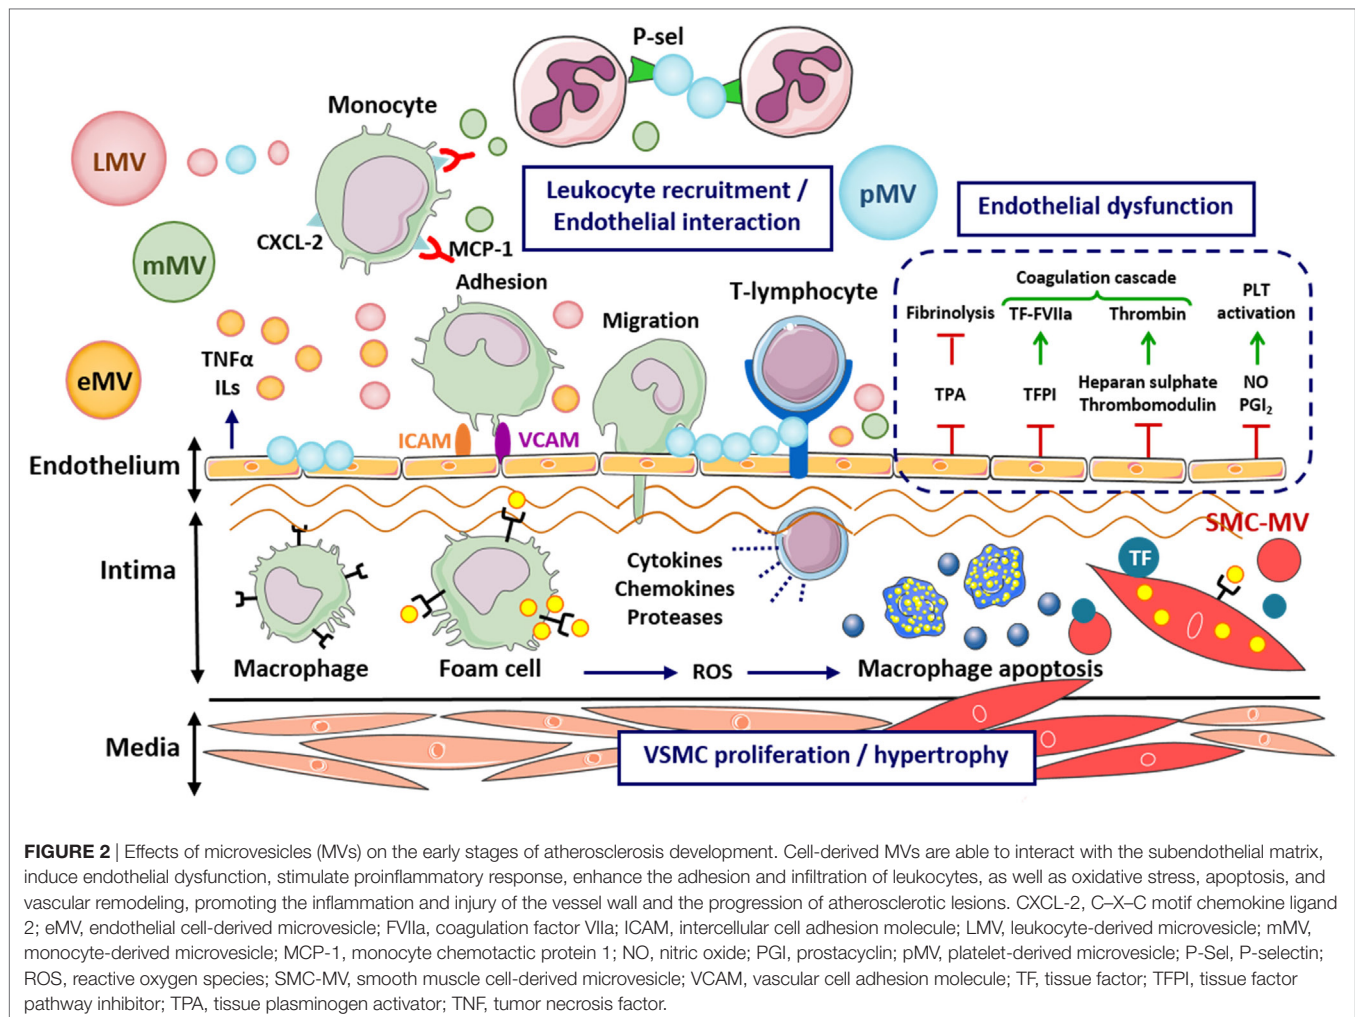 P-sel
Monocyte
LMV
Leukocyte recruitment /
Endothelial interaction
pMV
Endothelial dysfunction
CXCL-2
MCP-1
mMV
Adhesion
T-lymphocyte
Migration
Coagulation cascade
PLT
activation
Fibrinolysis
TF-FVIIa
Thrombin
TNFα
ILs
eMV
TPA
TFPI
Heparan sulphate
Thrombomodulin
NO
PGI2
ICAM
VCAM
Endothelium
SMC-MV
TF
Intima
Cytokines
Chemokines
Proteases
Macrophage
Foam cell
ROS
Macrophage apoptosis
Media
VSMC proliferation / hypertrophy
FIGURE 2 | Effects of microvesicles (MVs) on the early stages of atherosclerosis development. Cell-derived MVs are able to interact with the subendothelial matrix,
induce endothelial dysfunction, stimulate proinflammatory response, enhance the adhesion and infiltration of leukocytes, as well as oxidative stress, apoptosis, and
vascular remodeling, promoting the inflammation and injury of the vessel wall and the progression of atherosclerotic lesions. CXCL-2, C–X–C motif chemokine ligand
2; eMV, endothelial cell-derived microvesicle; FVIIa, coagulation factor VIIa; ICAM, intercellular cell adhesion molecule; LMV, leukocyte-derived microvesicle; mMV,
monocyte-derived microvesicle; MCP-1, monocyte chemotactic protein 1; NO, nitric oxide; PGI, prostacyclin; pMV, platelet-derived microvesicle; P-Sel, P-selectin;
ROS, reactive oxygen species; SMC-MV, smooth muscle cell-derived microvesicle; VCAM, vascular cell adhesion molecule; TF, tissue factor; TFPI, tissue factor
pathway inhibitor; TPA, tissue plasminogen activator; TNF, tumor necrosis factor.